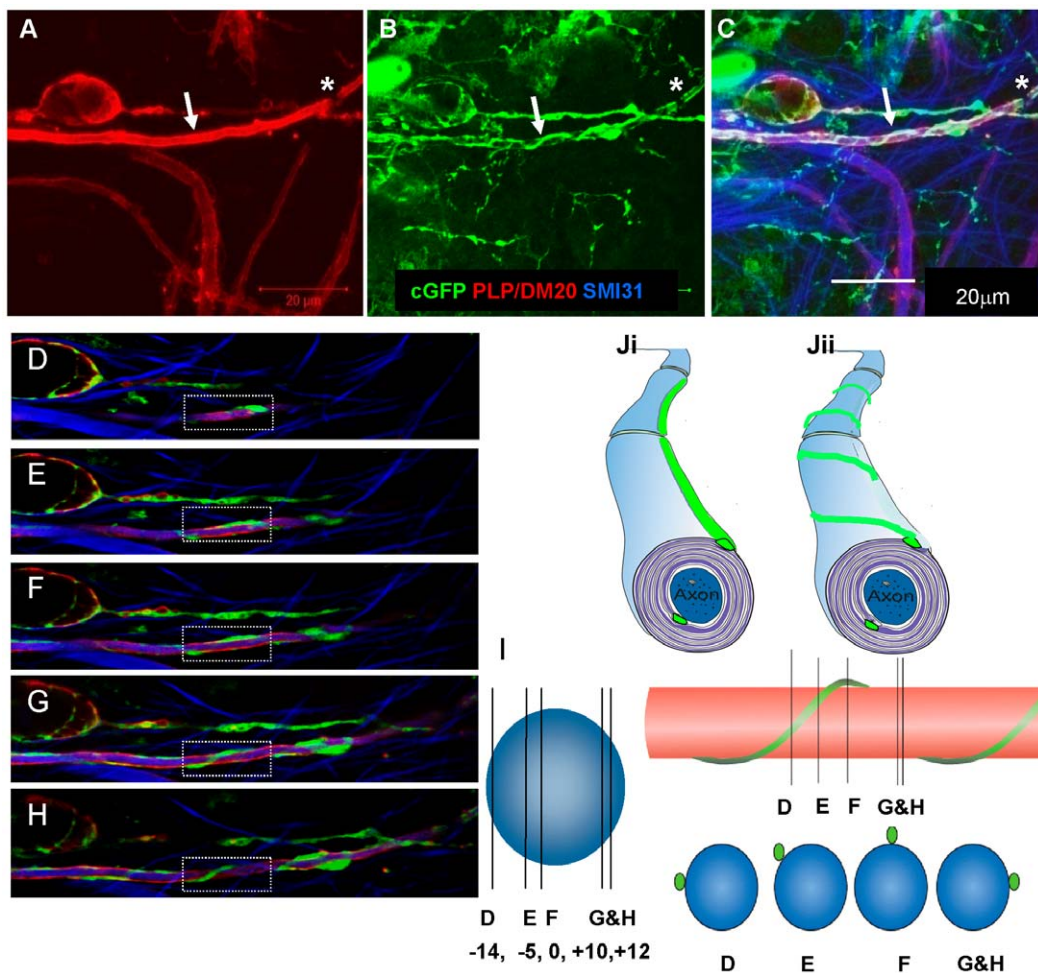 A
*
20 µm
B
*
cGFP PLP/DM20 SMI31
C
*
20µm
D
E
F
G
H
I
D E F G&H
-14, -5, 0, +10,+12
Ji
Jii
Axon
Axon
D E F G&H
D E F G&H